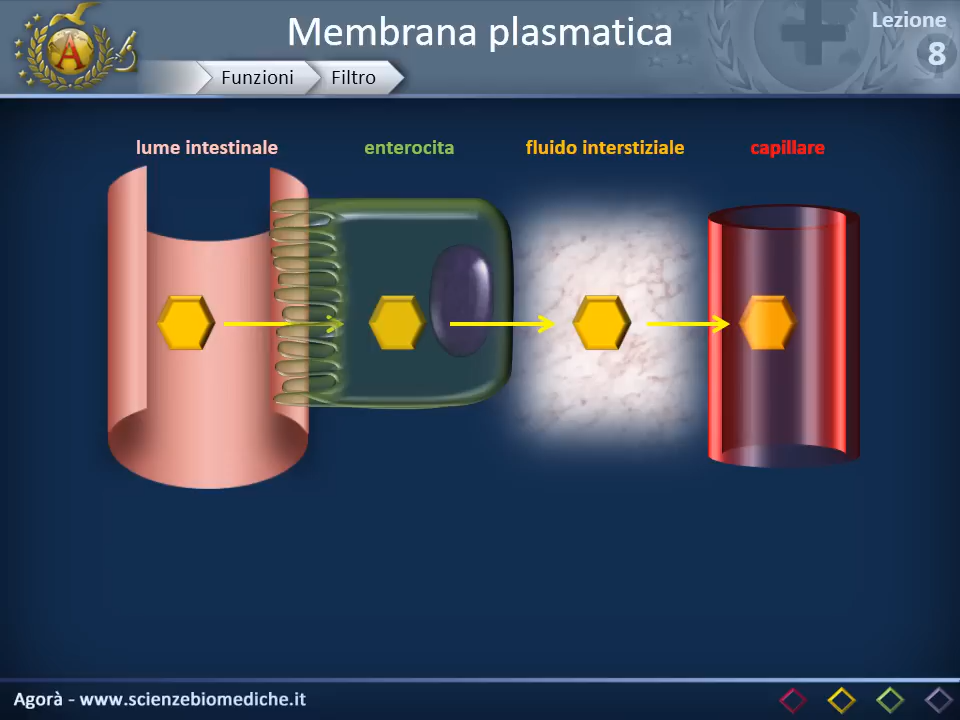 Membrana plasmatica
Lezione
8
A
Funzioni
Filtro
lume intestinale
enterocita
fluido interstiziale
capillare
Agorà - www.scienzebiomediche.it